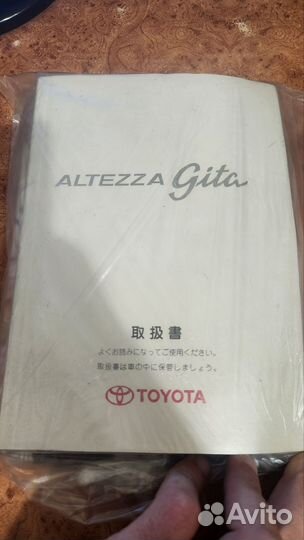 ALTEZZA Gita
取扱書
よくお読みになってご使用ください。
取扱書は車の中に保管しましょう。
TOYOTA
Avito